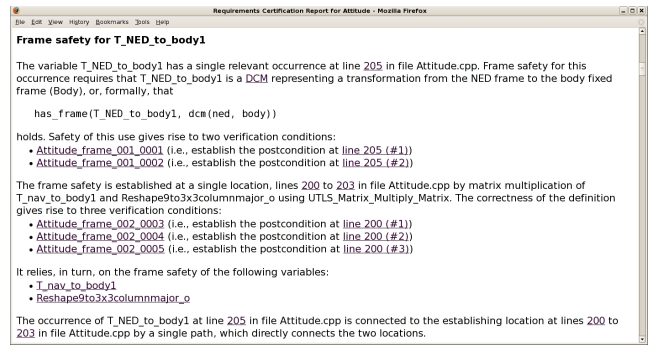 Requirements Certification Report for Attitude - Mozilla Firefox
File Edit View History Bookmarks Tools Help
Frame safety for T_NED_to_body1
The variable T_NED_to_body1 has a single relevant occurrence at line 205 in file Attitude.cpp. Frame safety for this
occurrence requires that T_NED_to_body1 is a DCM representing a transformation from the NED frame to the body fixed
frame (Body), or, formally, that
has_frame(T_NED_to_body1, dcm(ned, body))
holds. Safety of this use gives rise to two verification conditions:
• Attitude_frame_001_0001 (i.e., establish the postcondition at line 205 (#1))
• Attitude_frame_001_0002 (i.e., establish the postcondition at line 205 (#2))
The frame safety is established at a single location, lines 200 to 203 in file Attitude.cpp by matrix multiplication of
T_nav_to_body1 and Reshape9to3x3columnmajor_o using UTLS_Matrix_Multiply_Matrix. The correctness of the definition
gives rise to three verification conditions:
• Attitude_frame_002_0003 (i.e., establish the postcondition at line 200 (#1))
• Attitude_frame_002_0004 (i.e., establish the postcondition at line 200 (#2))
• Attitude_frame_002_0005 (i.e., establish the postcondition at line 200 (#3))
It relies, in turn, on the frame safety of the following variables:
• T_nav_to_body1
• Reshape9to3x3columnmajor_o
The occurrence of T_NED_to_body1 at line 205 in file Attitude.cpp is connected to the establishing location at lines 200 to
203 in file Attitude.cpp by a single path, which directly connects the two locations.